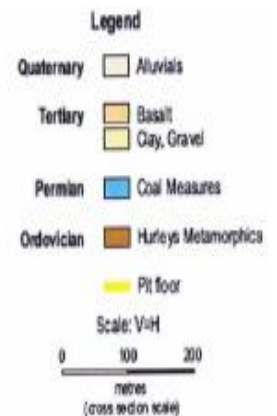 Legend
Quaternary Alluvials
Tertiary Basalt
Clay, Gravel
Permian Coal Measures
Ordovician Hurleys Metamorphics
Pit floor
Scale: V=H
0 100 200
metres
(cross section scale)